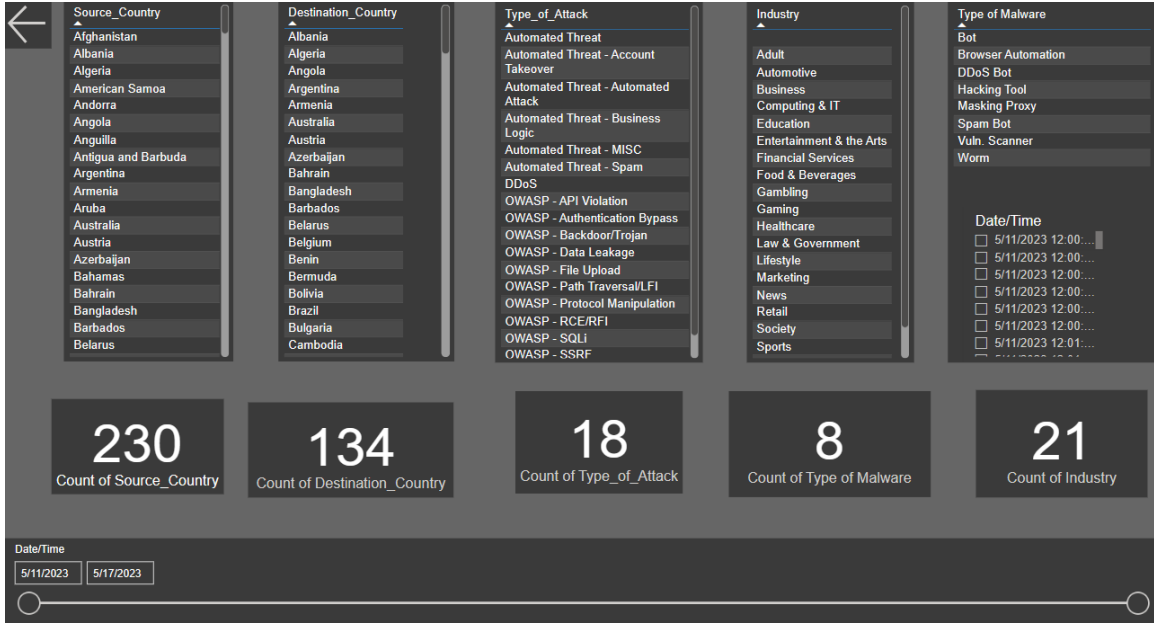 Source_Country
Afghanistan
Albania
Algeria
American Samoa
Andorra
Angola
Anguilla
Antigua and Barbuda
Argentina
Armenia
Aruba
Australia
Austria
Azerbaijan
Bahamas
Bahrain
Bangladesh
Barbados
Belarus
Destination_Country
Albania
Algeria
Angola
Argentina
Armenia
Australia
Austria
Azerbaijan
Bahrain
Bangladesh
Barbados
Belarus
Belgium
Benin
Bermuda
Bolivia
Brazil
Bulgaria
Cambodia
Type_of_Attack
Automated Threat
Automated Threat - Account
Takeover
Automated Threat - Automated
Attack
Automated Threat - Business
Logic
Automated Threat - MISC
Automated Threat - Spam
DDoS
OWASP - API Violation
OWASP - Authentication Bypass
OWASP - Backdoor/Trojan
OWASP - Data Leakage
OWASP - File Upload
OWASP - Path Traversal/LFI
OWASP - Protocol Manipulation
OWASP - RCE/RFI
OWASP - SQLi
OWASP - SSRF
Industry
Adult
Automotive
Business
Computing & IT
Education
Entertainment & the Arts
Financial Services
Food & Beverages
Gambling
Gaming
Healthcare
Law & Government
Lifestyle
Marketing
News
Retail
Society
Sports
Type of Malware
Bot
Browser Automation
DDoS Bot
Hacking Tool
Masking Proxy
Spam Bot
Vuln. Scanner
Worm
Date/Time
5/11/2023 12:00:...
5/11/2023 12:00:...
5/11/2023 12:00:...
5/11/2023 12:00:...
5/11/2023 12:00:...
5/11/2023 12:00:...
5/11/2023 12:01:...
230
Count of Source_Country
134
Count of Destination_Country
18
Count of Type_of_Attack
8
Count of Type of Malware
21
Count of Industry
Date/Time
5/11/2023
5/17/2023